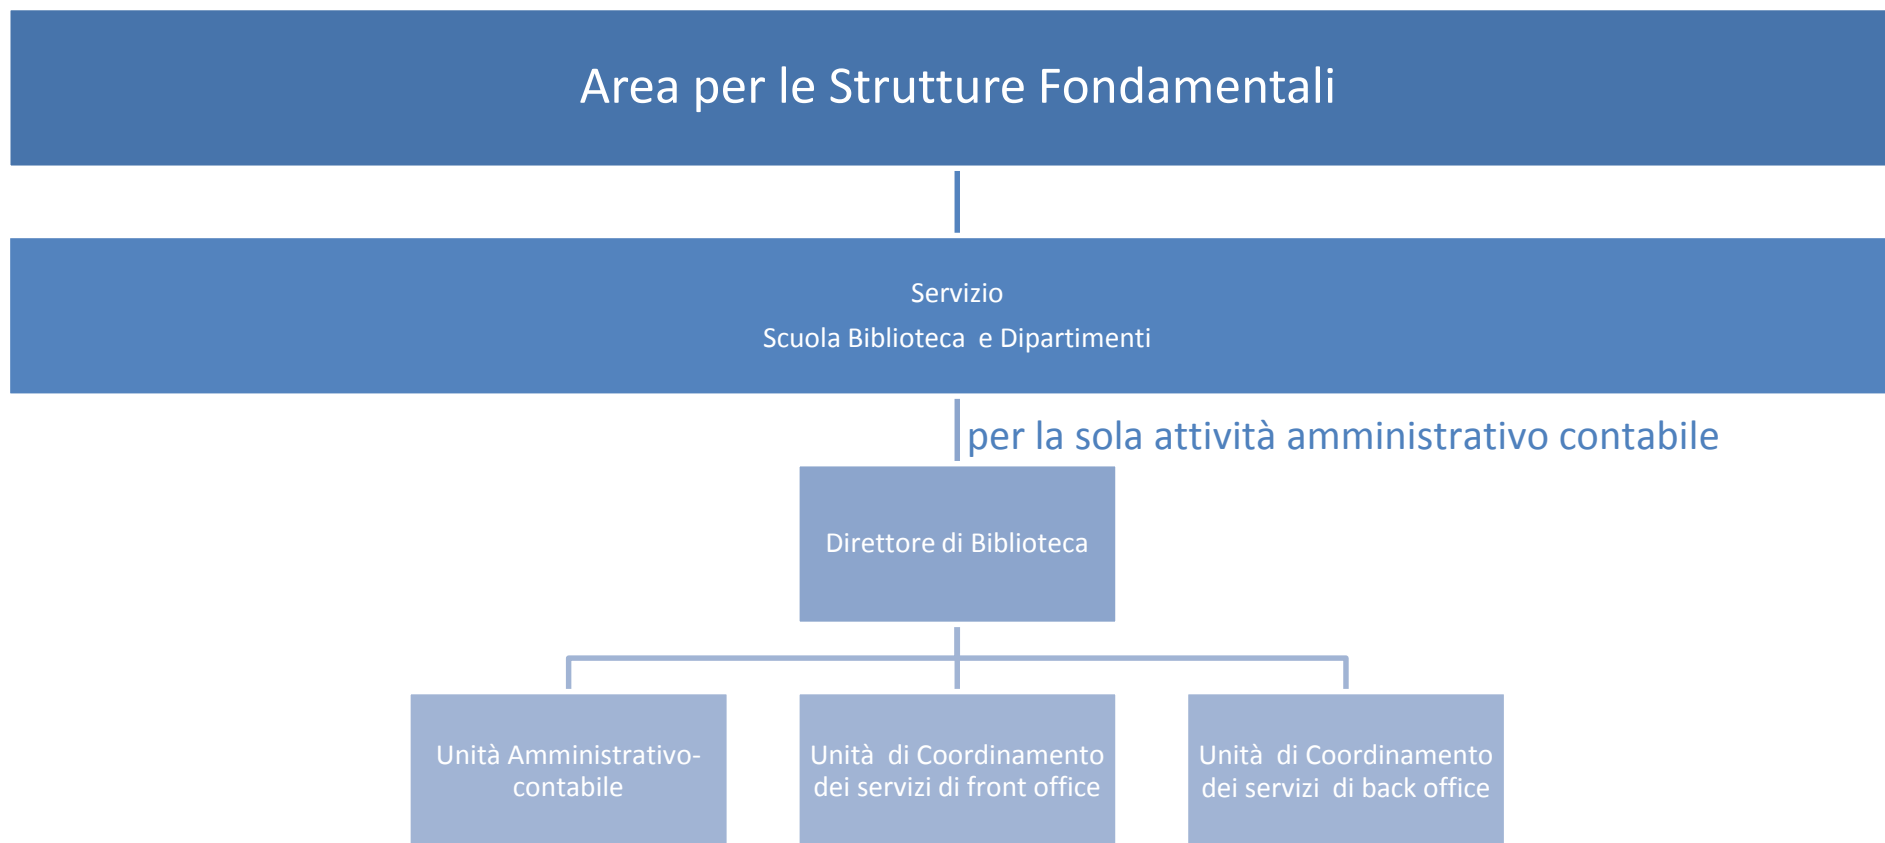 Area per le Strutture Fondamentali
Servizio
Scuola Biblioteca e Dipartimenti
per la sola attività amministrativo contabile
Direttore di Biblioteca
Unità Amministrativo-
contabile
Unità di Coordinamento
dei servizi di front office
Unità di Coordinamento
dei servizi di back office